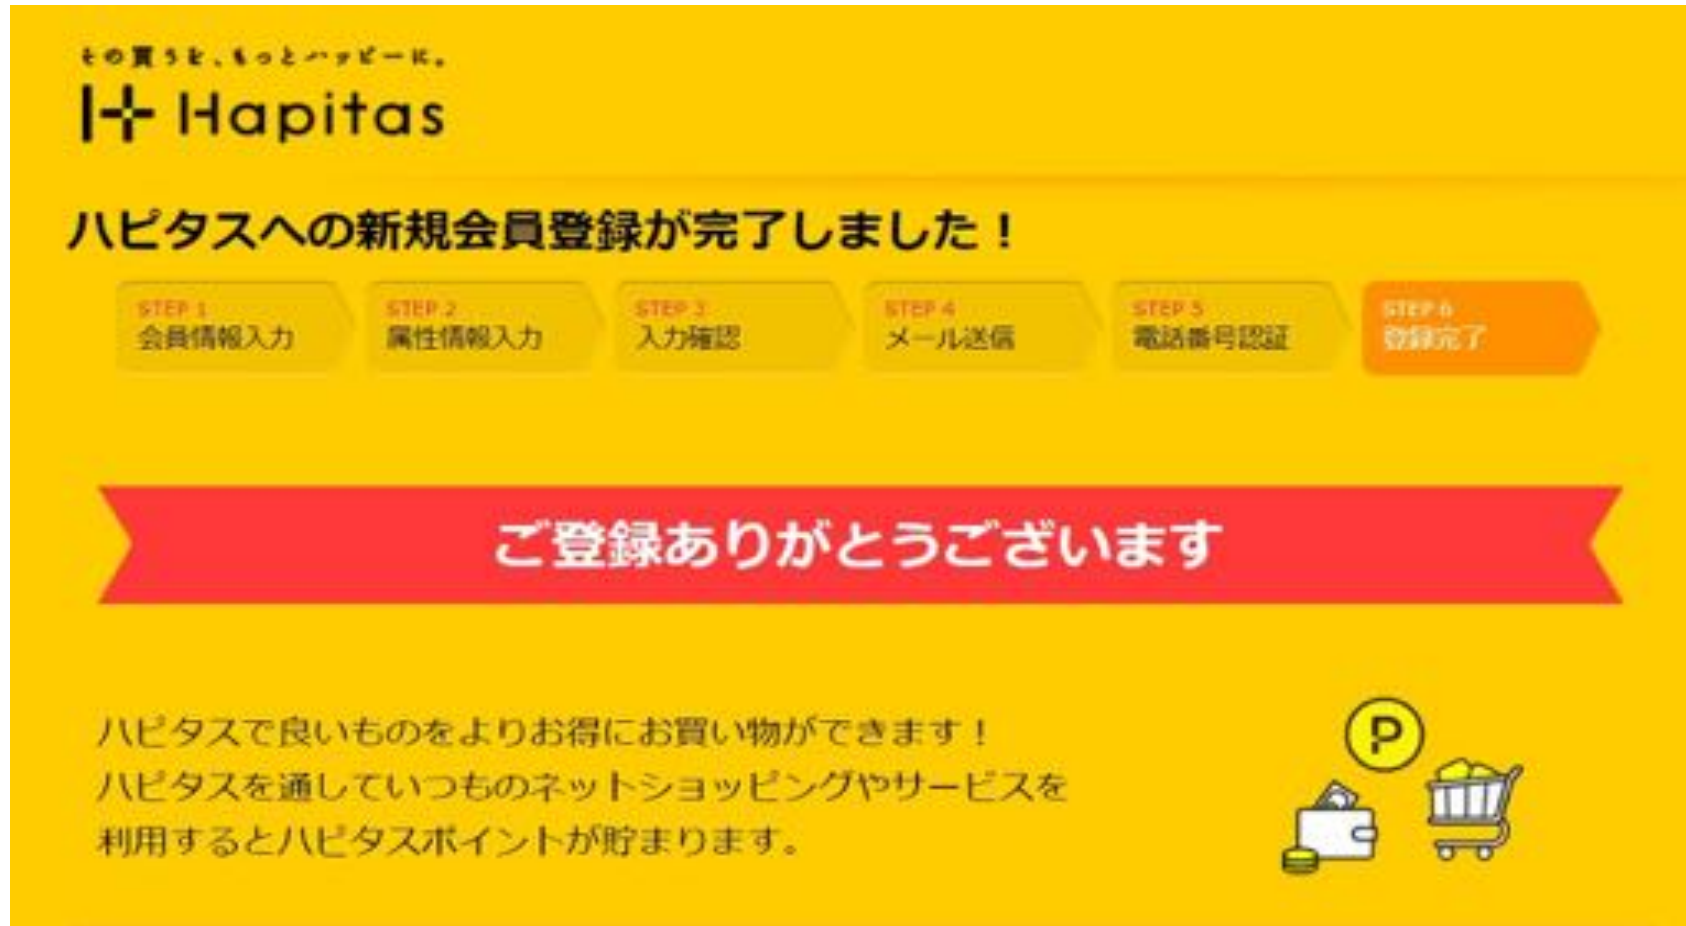 その買うを、もっとハッピーに。
Hapitas
ハピタスへの新規会員登録が完了しました！
STEP 1
会員情報入力
STEP 2
属性情報入力
STEP 3
入力確認
STEP 4
メール送信
STEP 5
電話番号認証
STEP 6
登録完了
ご登録ありがとうございます
ハピタスで良いものをよりお得にお買い物ができます！
ハピタスを通していつものネットショッピングやサービスを
利用するとハピタスポイントが貯まります。
P